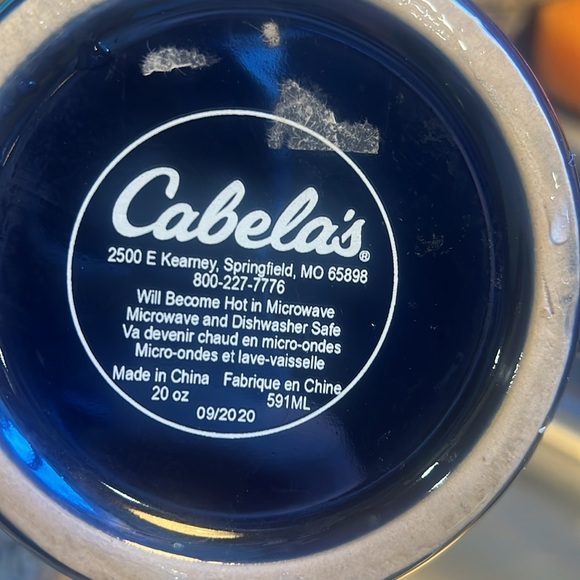 Cabela's®
2500 E Kearney, Springfield, MO 65898
800-227-7776
Will Become Hot in Microwave
Microwave and Dishwasher Safe
Va devenir chaud en micro-ondes
Micro-ondes et lave-vaisselle
Made in China Fabrique en Chine
20 oz 591ML
09/2020